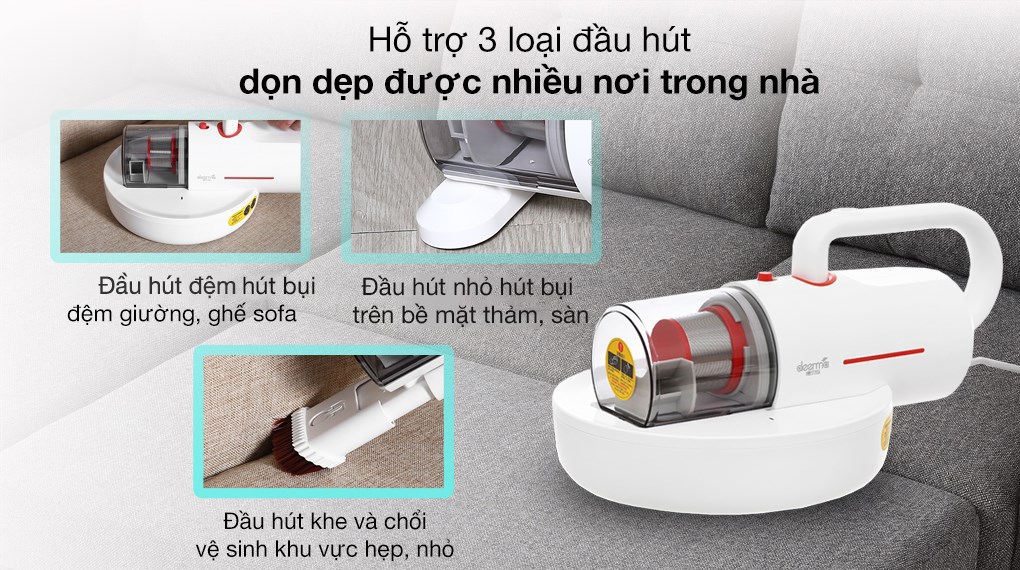 Hỗ trợ 3 loại đầu hút
dọn dẹp được nhiều nơi trong nhà
Đầu hút đệm hút bụi
đệm giường, ghế sofa
Đầu hút nhỏ hút bụi
trên bề mặt thảm, sàn
Đầu hút khe và chổi
vệ sinh khu vực hẹp, nhỏ
deerma